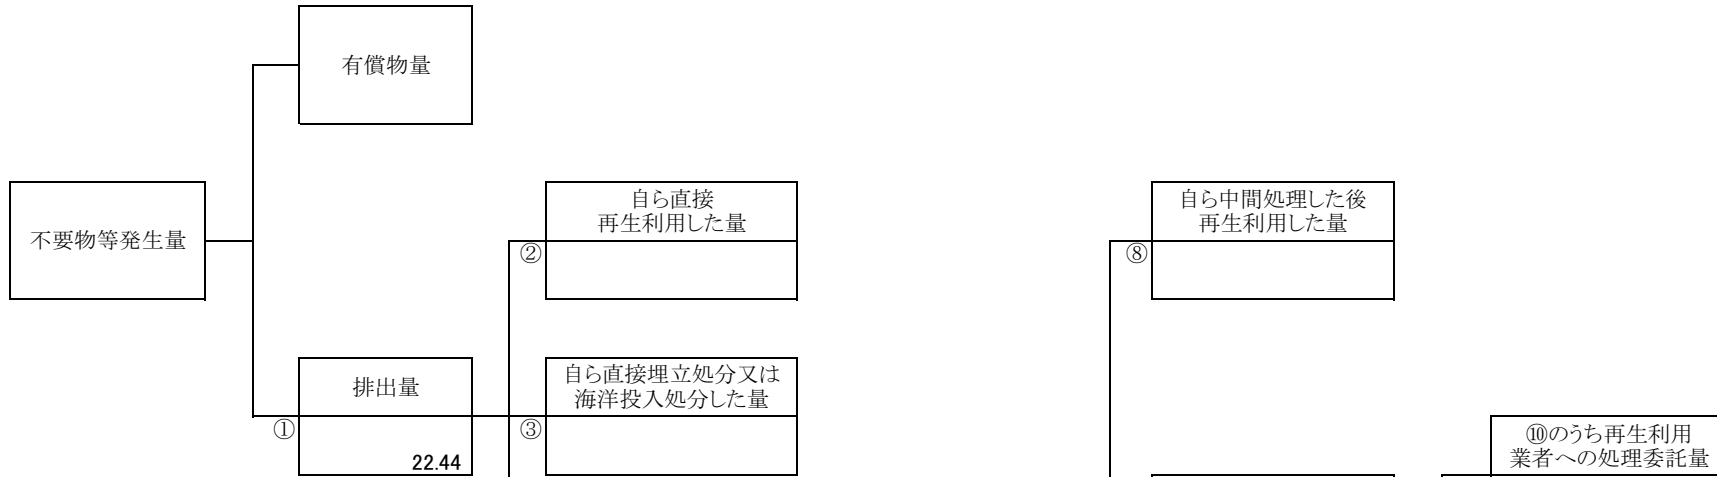 有償物量
不要物等発生量
自ら直接
再生利用した量
②
自ら中間処理した後
再生利用した量
⑧
排出量
①
22.44
自ら直接埋立処分又は
海洋投入処分した量
③
⑩のうち再生利用
業者への処理委託量